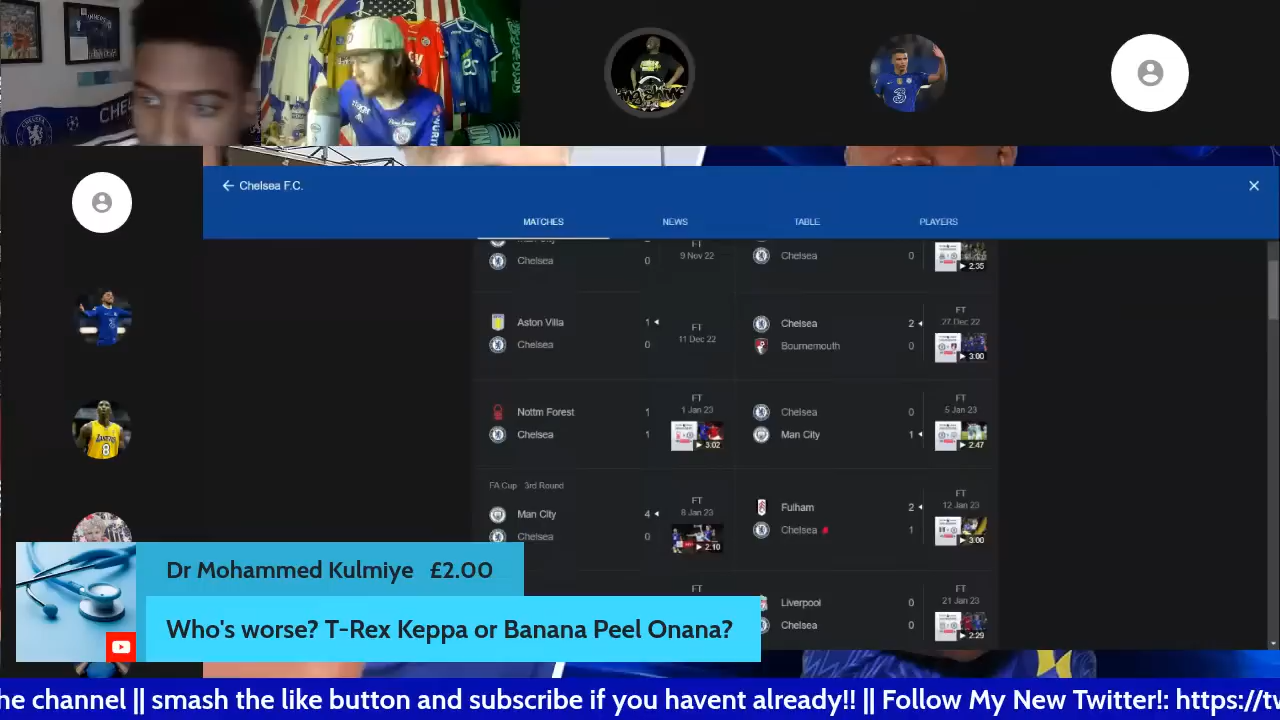 ← Chelsea F.C. ×
MATCHES NEWS TABLE PLAYERS
FT
9 Nov 22
Chelsea 0
Chelsea 0
2:35
Aston Villa 1
Chelsea 0
FT
11 Dec 22
Chelsea 2
Bournemouth 0
FT
27 Dec 22
3:00
Nottm Forest 1
Chelsea 1
FT
1 Jan 23
3:02
Chelsea 0
Man City 1
FT
5 Jan 23
2:47
FA Cup 3rd Round
Man City 4
Chelsea 0
FT
8 Jan 23
2:10
Fulham 2
Chelsea 1
FT
12 Jan 23
3:00
FT
Liverpool 0
Chelsea 0
FT
21 Jan 23
2:29
Dr Mohammed Kulmiye £2.00
Who's worse? T-Rex Keppa or Banana Peel Onana?
he channel || smash the like button and subscribe if you havent already!! || Follow My New Twitter!: https://tw